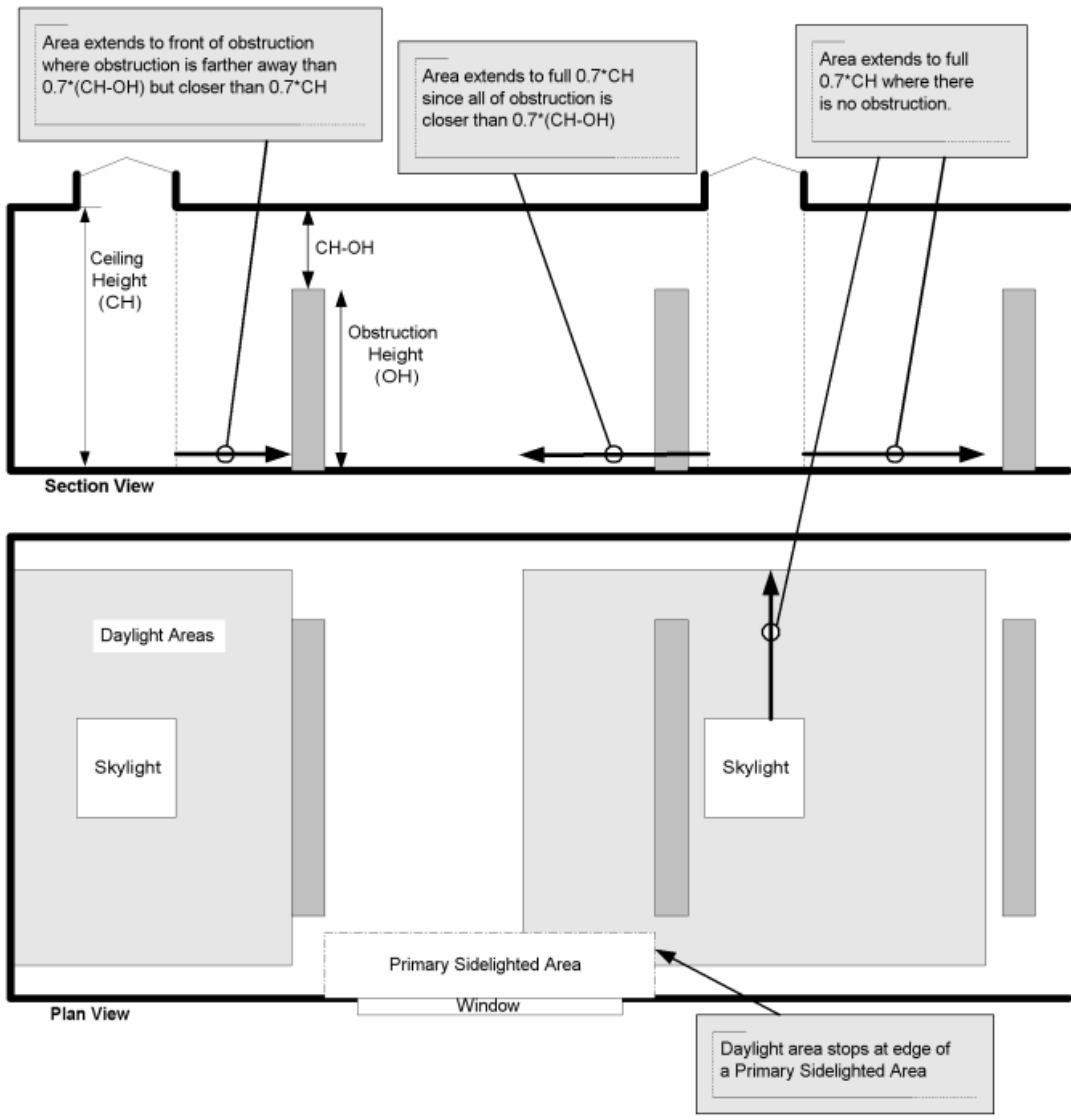 Area extends to front of obstruction
where obstruction is farther away than
0.7*(CH-OH) but closer than 0.7*CH
Area extends to full 0.7*CH
since all of obstruction is
closer than 0.7*(CH-OH)
Area extends to full
0.7*CH where there
is no obstruction.
Ceiling
Height
(CH)
CH-OH
Obstruction
Height
(OH)
Section View
Daylight Areas
Skylight
Skylight
Primary Sidelighted Area
Window
Plan View
Daylight area stops at edge of
a Primary Sidelighted Area